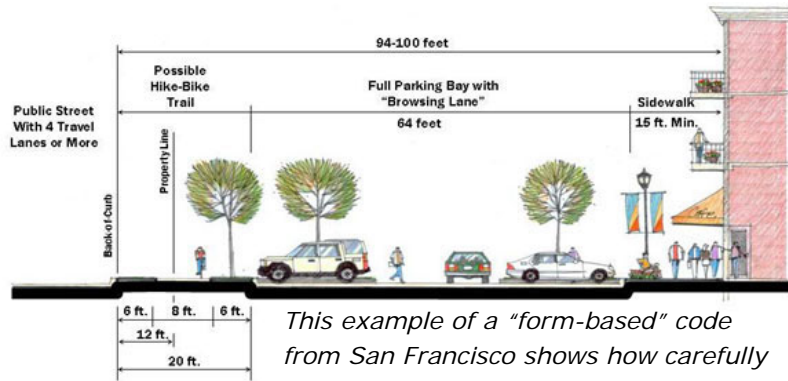 94-100 feet
Possible
Hike-Bike
Trail
Full Parking Bay with
"Browsing Lane"
Sidewalk
Public Street
With 4 Travel
Lanes or More
64 feet
15 ft. Min.
Property Line
Back-of-Curb
6 ft.
8 ft.
6 ft.
12 ft.
20 ft.
This example of a “form-based” code
from San Francisco shows how carefully